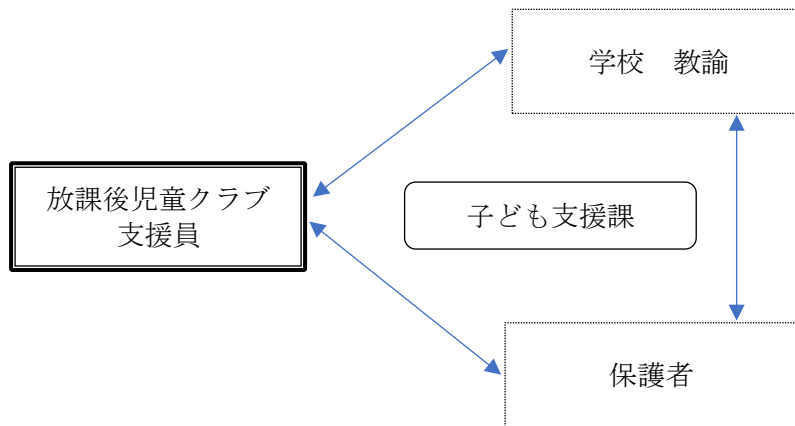 学校　教諭
放課後児童クラブ
支援員
子ども支援課
保護者